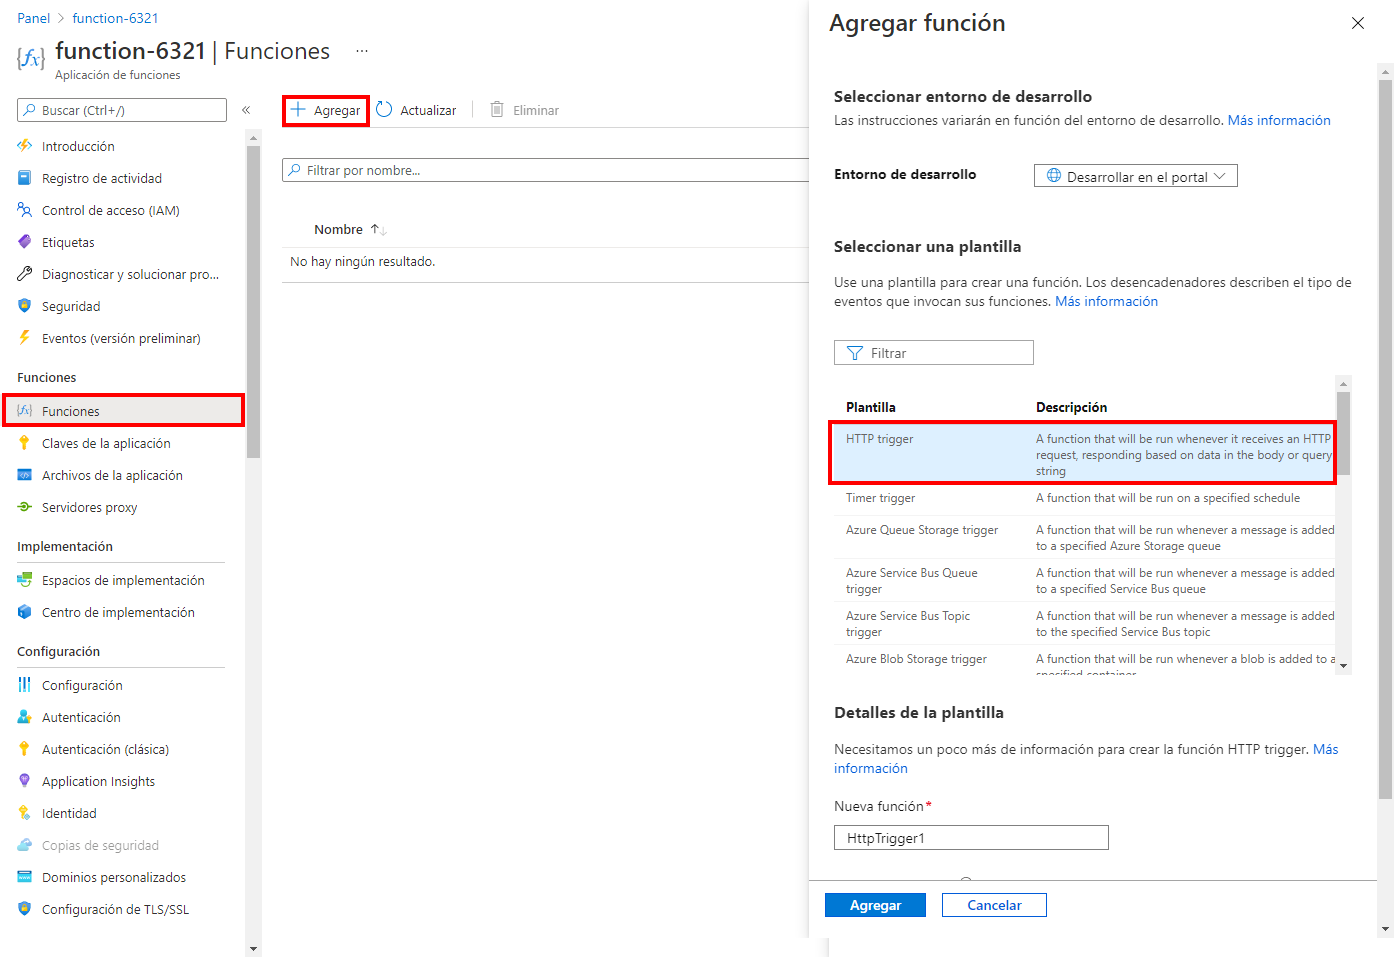 Panel > function-6321
function-6321 | Funciones ...
Aplicación de funciones
Buscar (Ctrl+/)
«
Introducción
Registro de actividad
Control de acceso (IAM)
Etiquetas
Diagnosticar y solucionar pro...
Seguridad
Eventos (versión preliminar)
Funciones
Funciones
Claves de la aplicación
Archivos de la aplicación
Servidores proxy
Implementación
Espacios de implementación
Centro de implementación
Configuración
Configuración
Autenticación
Autenticación (clásica)
Application Insights
Identidad
Copias de seguridad
Dominios personalizados
Configuración de TLS/SSL
Agregar
Actualizar
Eliminar
Filtrar por nombre...
Nombre ↑↓
No hay ningún resultado.
Agregar función
Seleccionar entorno de desarrollo
Las instrucciones variarán en función del entorno de desarrollo. Más información
Entorno de desarrollo
Desarrollar en el portal
Seleccionar una plantilla
Use una plantilla para crear una función. Los desencadenadores describen el tipo de
eventos que invocan sus funciones. Más información
Filtrar
Plantilla
Descripción
HTTP trigger
A function that will be run whenever it receives an HTTP
request, responding based on data in the body or query
string
Timer trigger
A function that will be run on a specified schedule
Azure Queue Storage trigger
A function that will be run whenever a message is added
to a specified Azure Storage queue
Azure Service Bus Queue
trigger
A function that will be run whenever a message is added
to a specified Service Bus queue
Azure Service Bus Topic
trigger
A function that will be run whenever a message is added
to the specified Service Bus topic
Azure Blob Storage trigger
A function that will be run whenever a blob is added to a
specified container
Detalles de la plantilla
Necesitamos un poco más de información para crear la función HTTP trigger. Más
información
Nueva función*
HttpTrigger1
Agregar
Cancelar